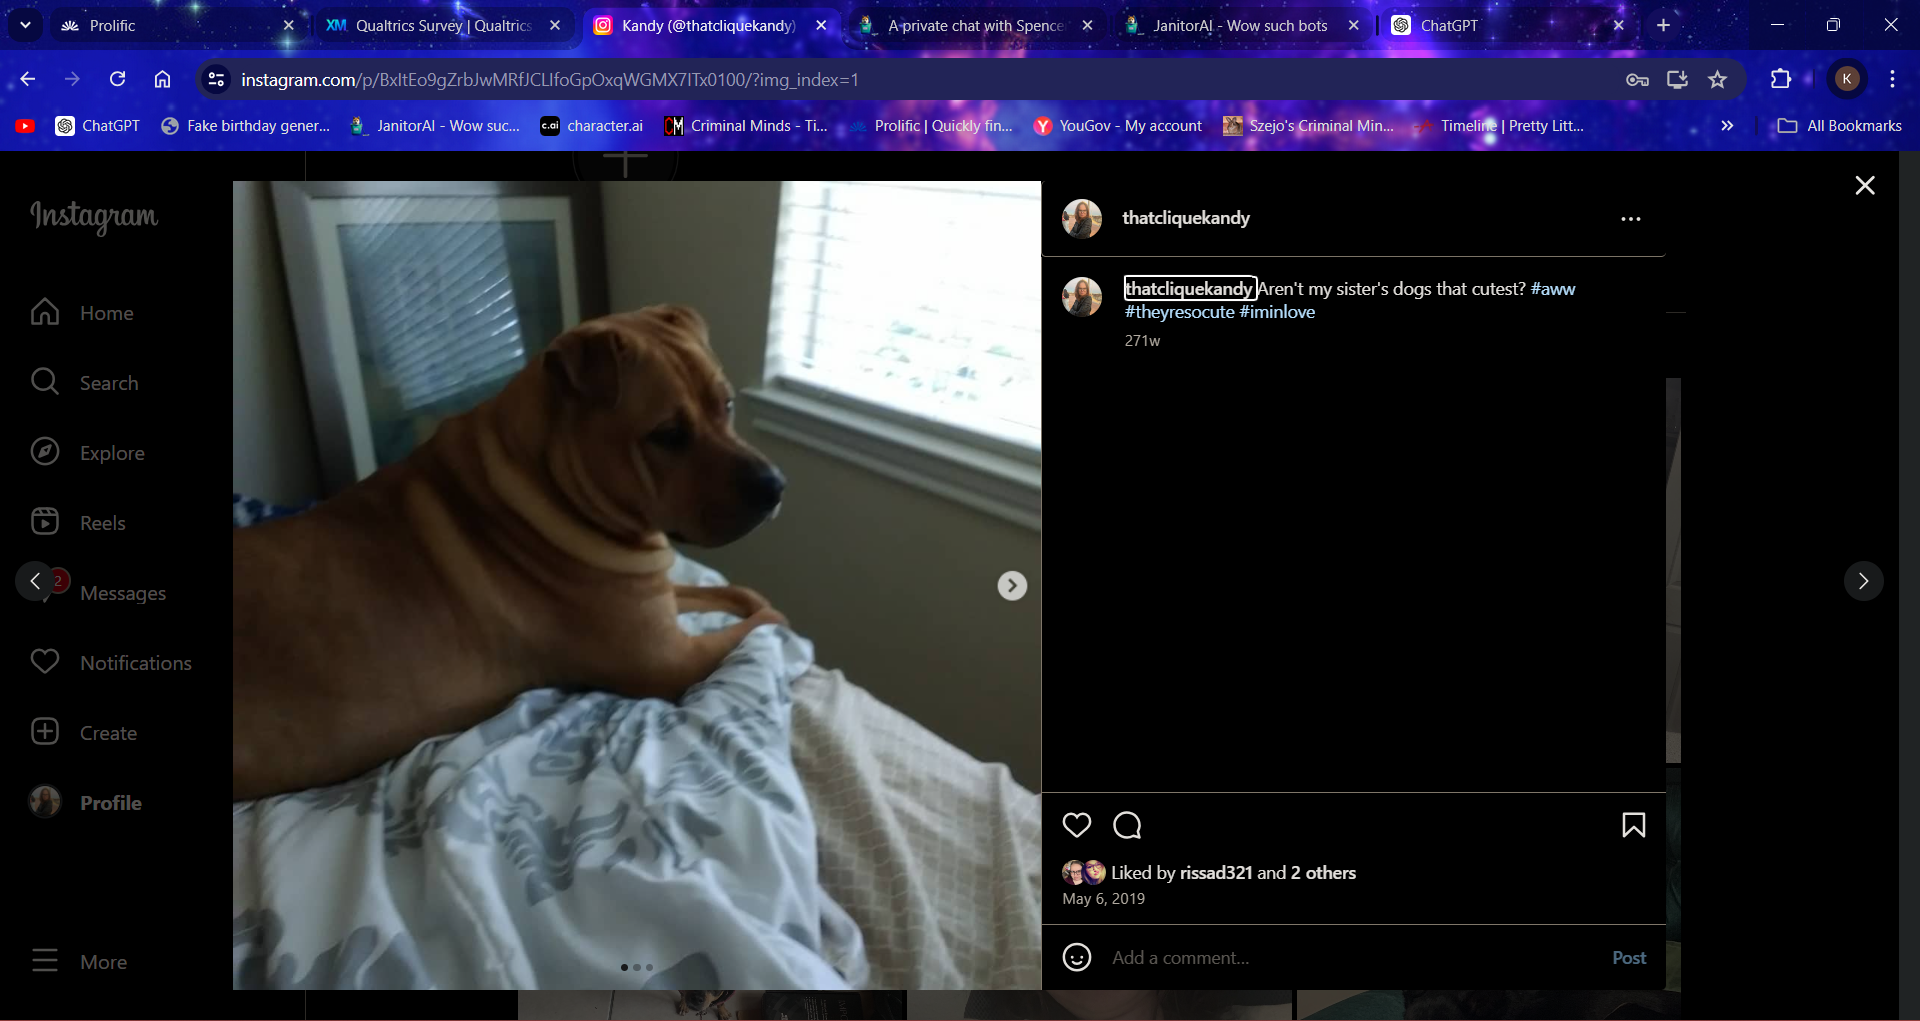 Prolific
Qualtrics Survey | Qualtrics
Kandy (@thatcliquekandy)
A private chat with Spence
JanitorAI - Wow such bots
ChatGPT
instagram.com/p/BxItEo9gZrbJwMRfJCLIfoGpOxqWGMX7ITx0100/?img_index=1
K
ChatGPT
Fake birthday gener...
JanitorAI - Wow suc...
c.ai
character.ai
CM
Criminal Minds - Ti...
Prolific | Quickly fin...
YouGov - My account
Szejo's Criminal Min...
Timeline | Pretty Litt...
All Bookmarks
Instagram
Home
Search
Explore
Reels
2
Messages
Notifications
Create
Profile
More
thatcliquekandy
thatcliquekandy Aren't my sister's dogs that cutest? #aww
#theyresocute #iminlove
271w
Liked by rissad321 and 2 others
May 6, 2019
Add a comment...
Post